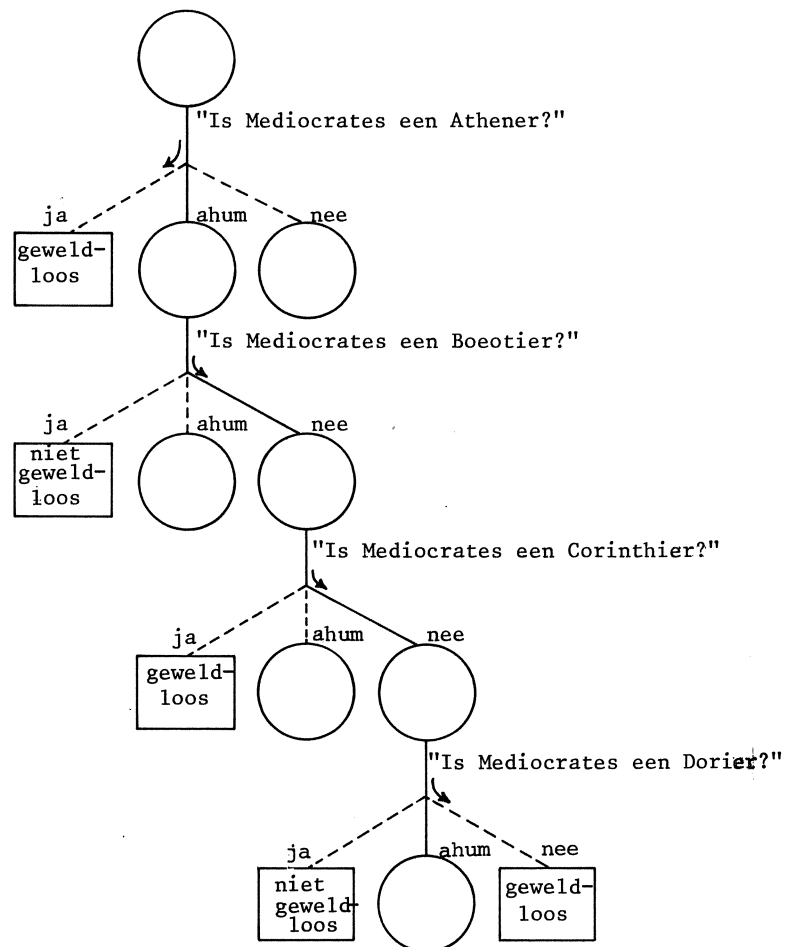 "Is Mediocrates een Athener?"
ja
ahum
nee
geweld-
loos
"Is Mediocrates een Boeotier?"
ja
ahum
nee
niet
geweld-
loos
"Is Mediocrates een Corinthier?"
ja
ahum
nee
geweld-
loos
"Is Mediocrates een Dorier?"
ja
ahum
nee
niet
geweld-
loos
geweld-
loos